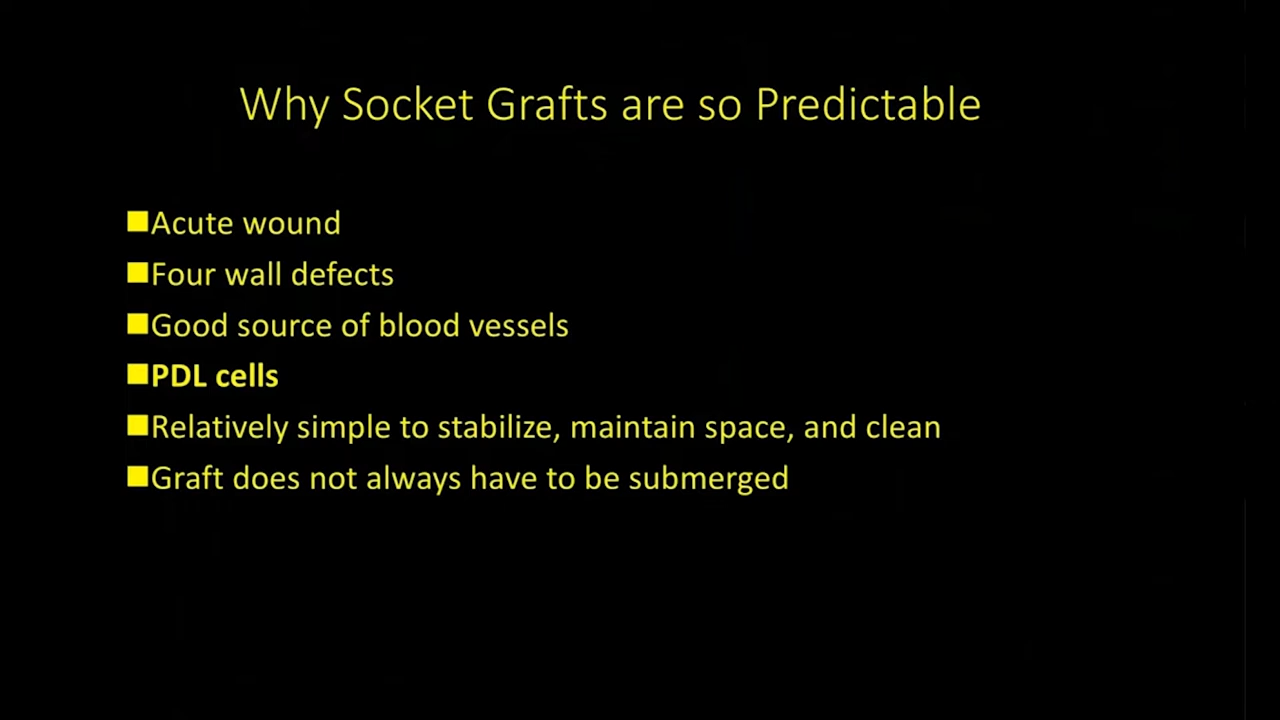 Why Socket Grafts are so Predictable
■Acute wound
■Four wall defects
■Good source of blood vessels
■PDL cells
■Relatively simple to stabilize, maintain space, and clean
■Graft does not always have to be submerged